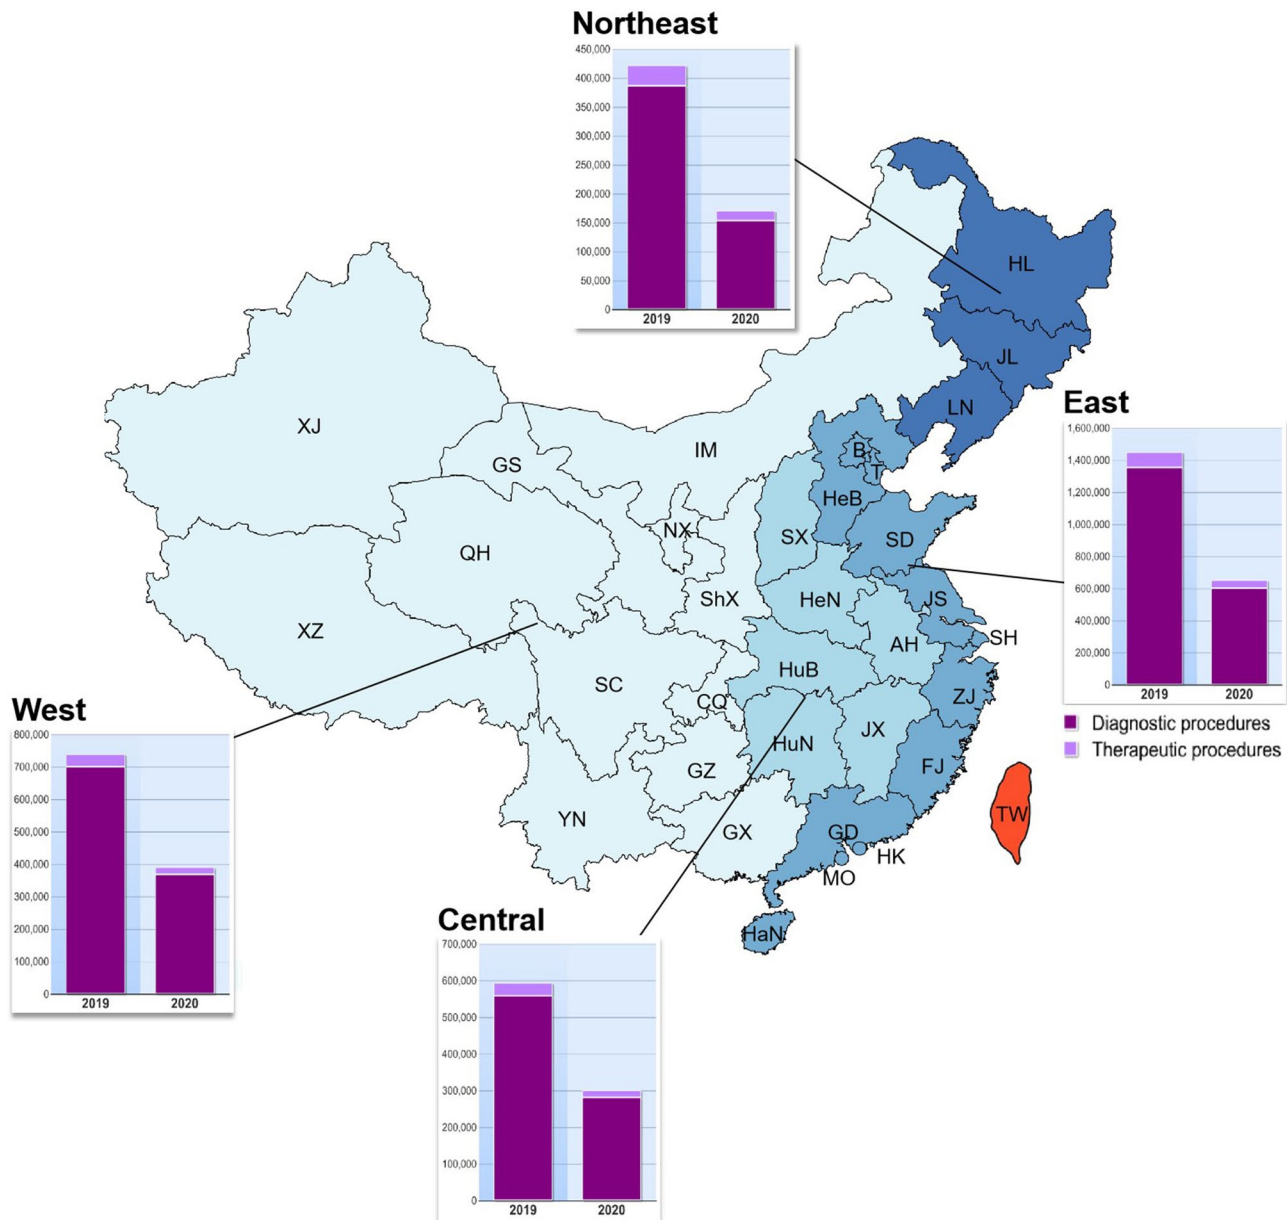 Northeast
450,000
400,000
350,000
300,000
250,000
200,000
150,000
100,000
50,000
0
2019 2020
HL
JL
LN
East
1,600,000
1,400,000
1,200,000
1,000,000
800,000
600,000
400,000
200,000
0
2019 2020
Diagnostic procedures
Therapeutic procedures
XJ
GS
IM
B
T
HeB
NX
SX
SD
QH
ShX
HeN
JS
XZ
AH
SH
HuB
SC
CQ
ZJ
HuN
JX
GZ
FJ
YN
GX
GD
TW
HK
MO
HaN
West
800,000
700,000
600,000
500,000
400,000
300,000
200,000
100,000
0
2019 2020
Central
700,000
600,000
500,000
400,000
300,000
200,000
100,000
0
2019 2020